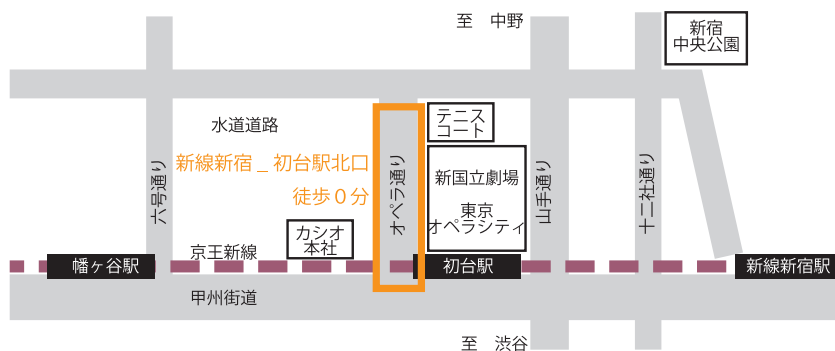 至　中野
新宿
中央公園
水道道路
テニス
コート
新線新宿＿初台駅北口
徒歩０分
六号通り
オペラ通り
新国立劇場
東京
オペラシティ
山手通り
十二社通り
カシオ
本社
京王新線
幡ヶ谷駅
初台駅
新線新宿駅
甲州街道
至　渋谷